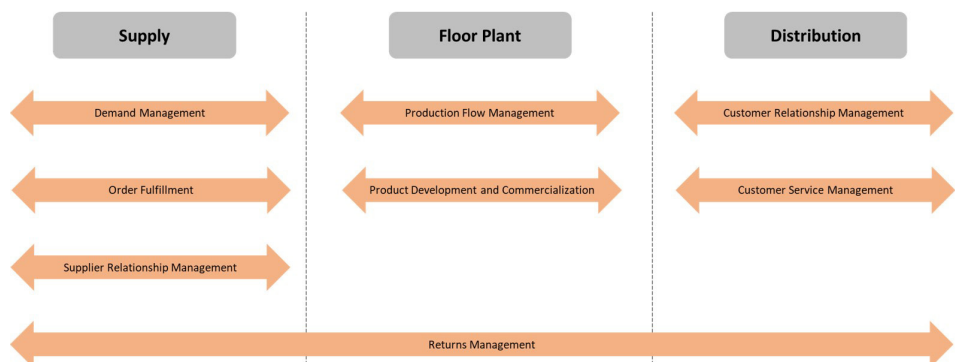 Supply
Floor Plant
Distribution
Demand Management
Production Flow Management
Customer Relationship Management
Order Fulfillment
Product Development and Commercialization
Customer Service Management
Supplier Relationship Management
Returns Management